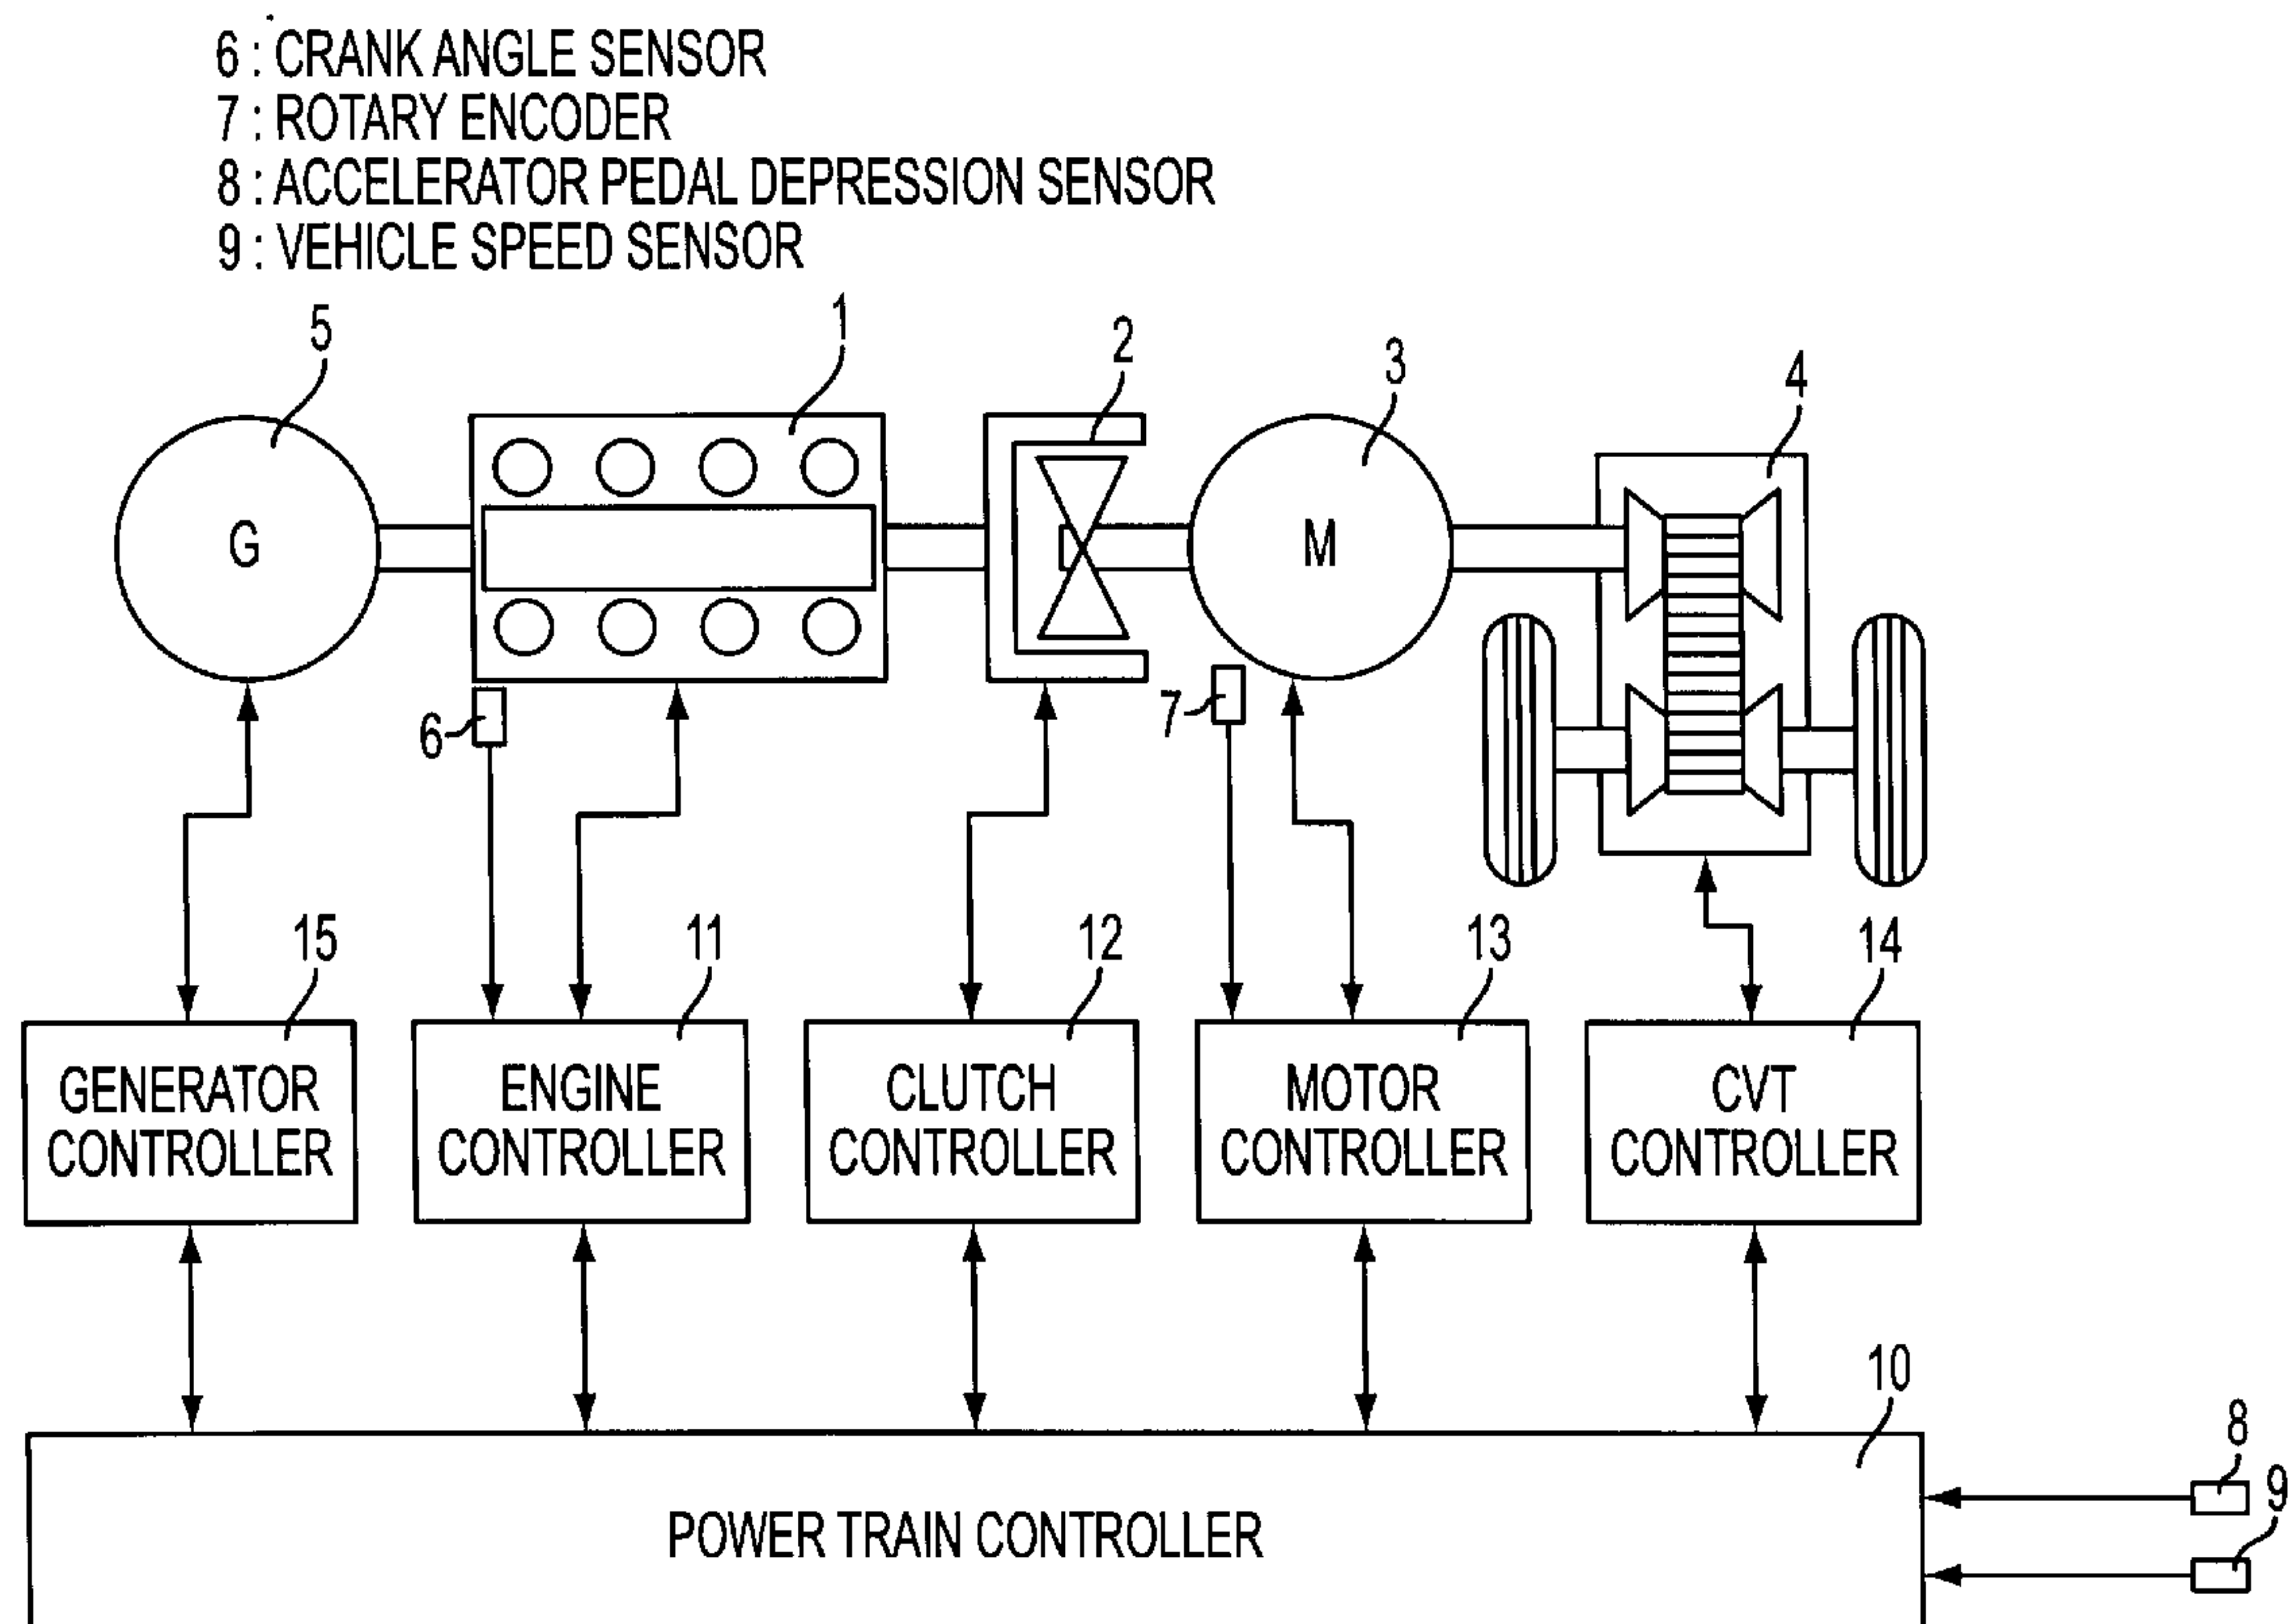 6 : CRANK ANGLE SENSOR
7 : ROTARY ENCODER
8 : ACCELERATOR PEDAL DEPRESSION SENSOR
9 : VEHICLE SPEED SENSOR
5
1
2
3
4
G
M
6
7
15
11
12
13
14
GENERATOR
CONTROLLER
ENGINE
CONTROLLER
CLUTCH
CONTROLLER
MOTOR
CONTROLLER
CVT
CONTROLLER
10
8
9
POWER TRAIN CONTROLLER